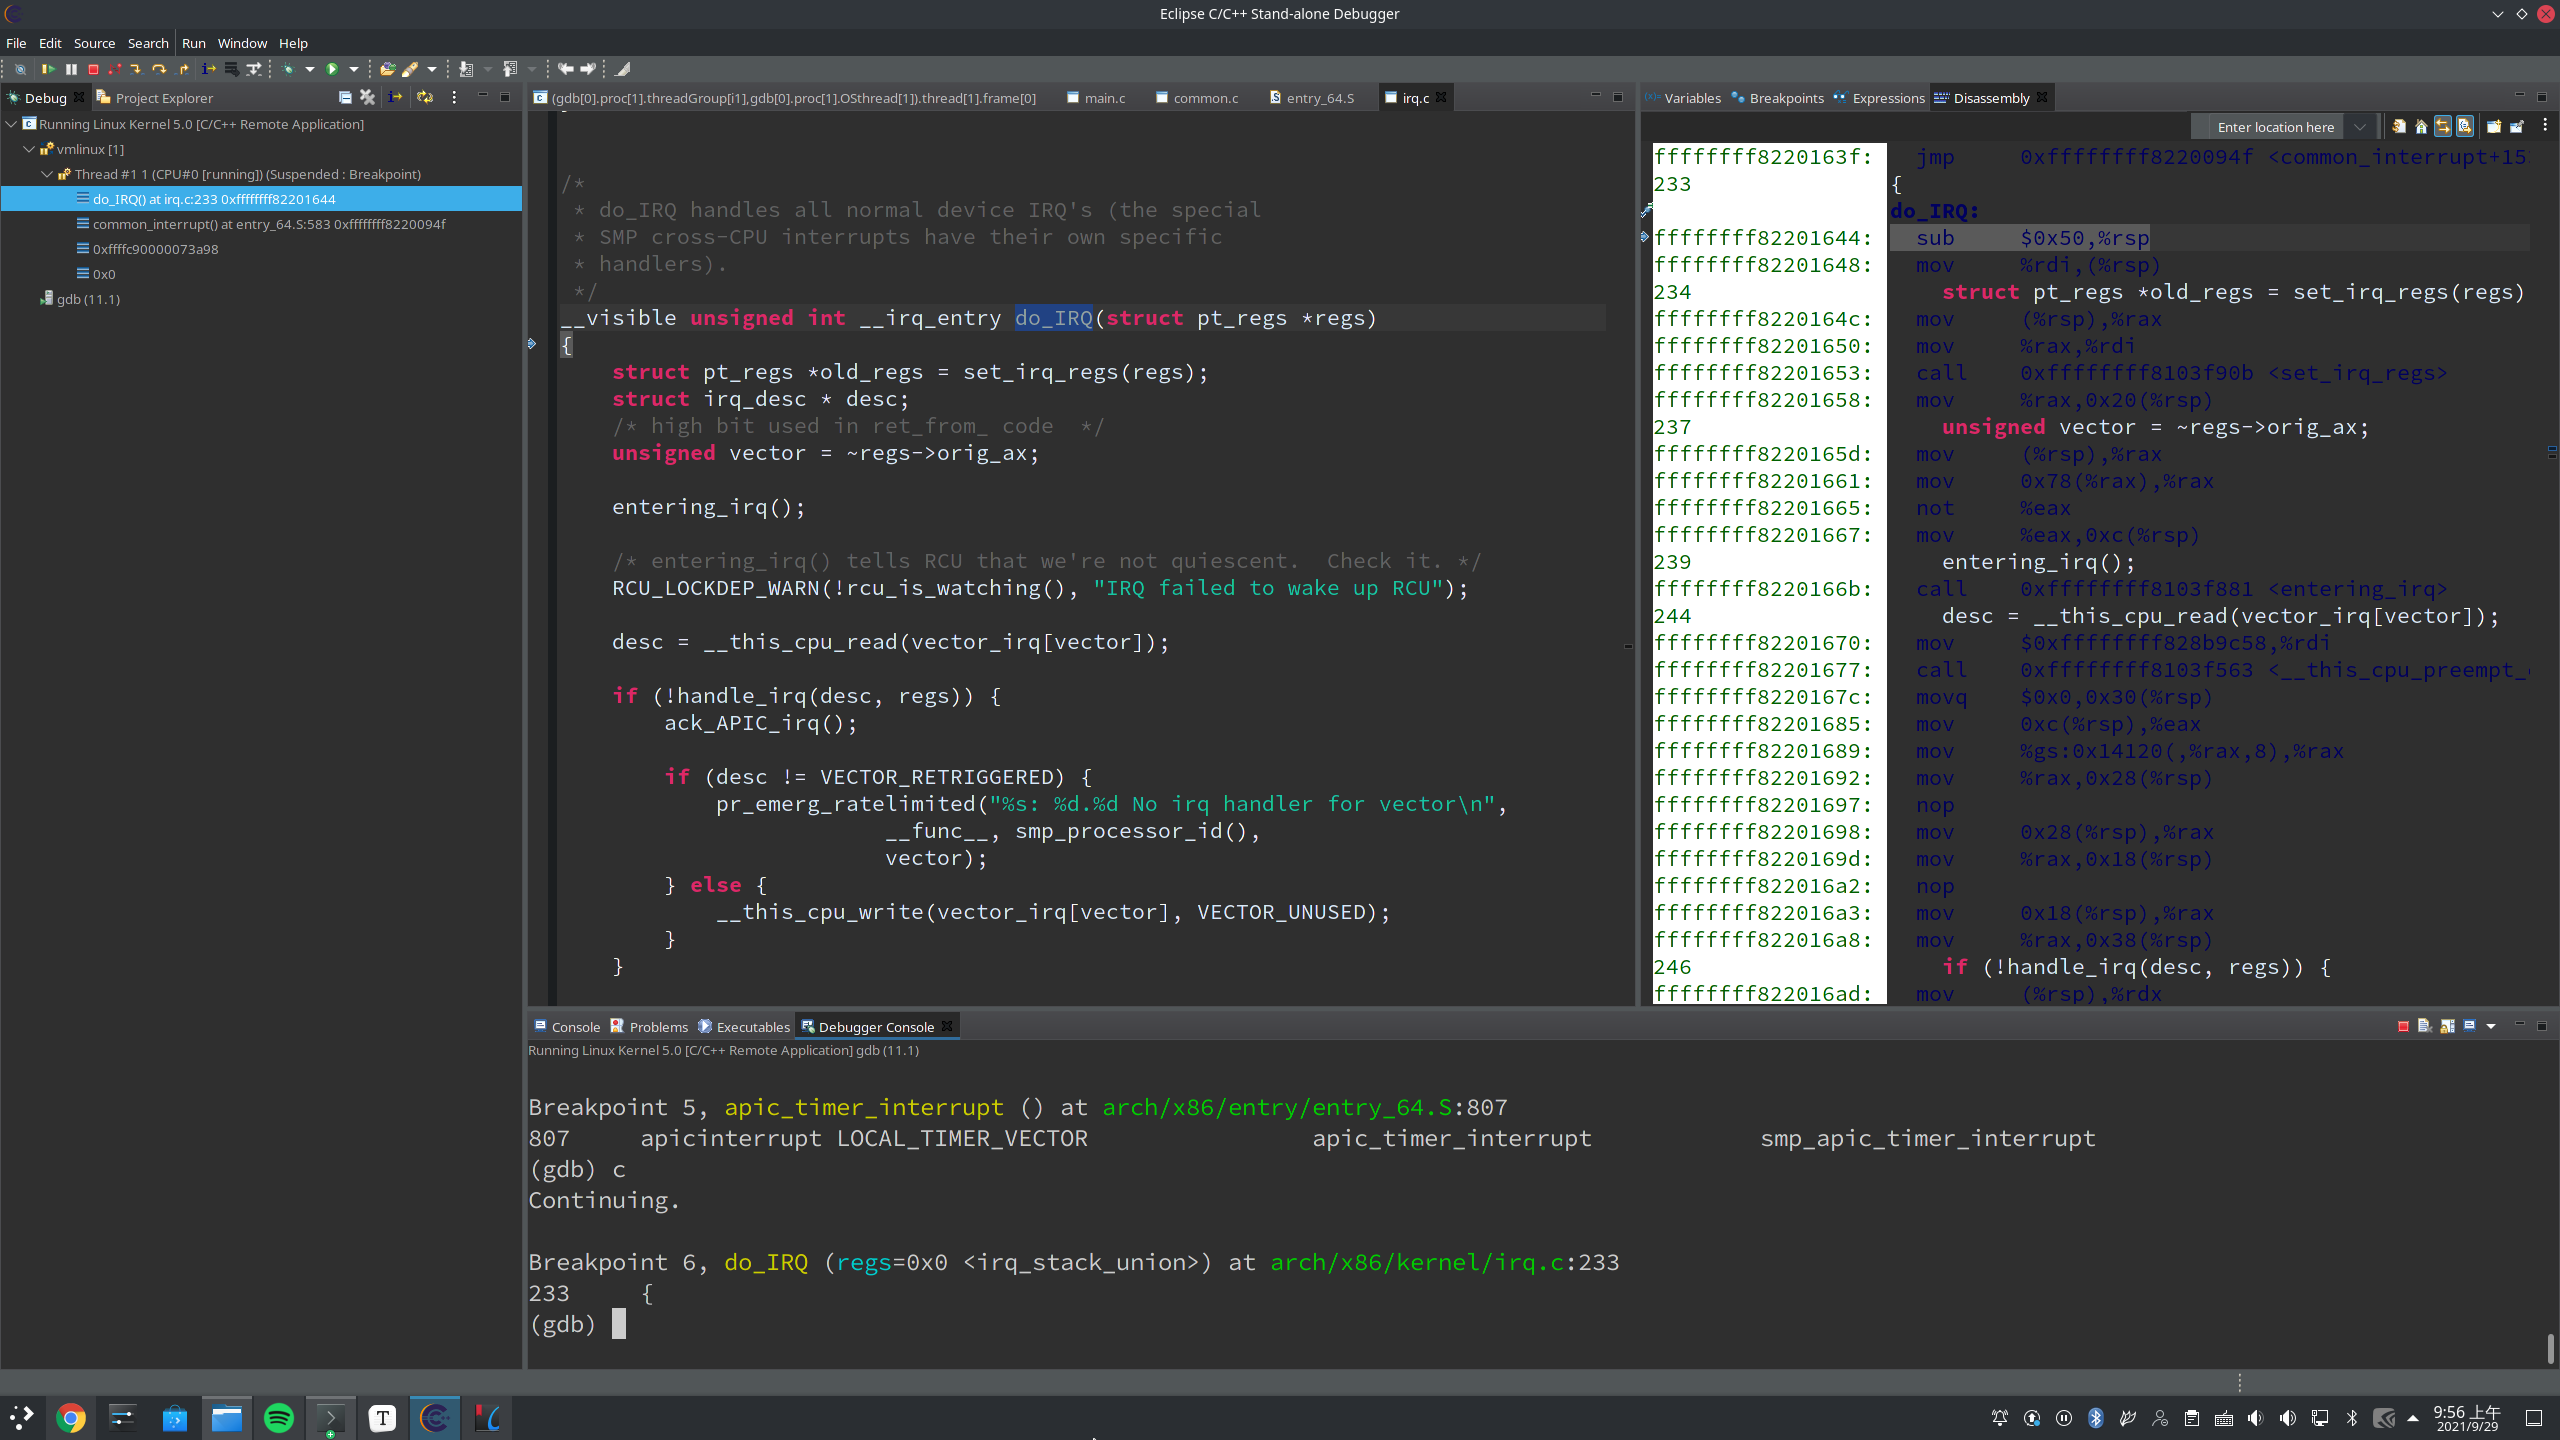 Eclipse C/C++ Stand-alone Debugger
File Edit Source Search Run Window Help
Debug Project Explorer
Running Linux Kernel 5.0 [C/C++ Remote Application]
vmlinux [1]
Thread #1 1 (CPU#0 [running]) (Suspended : Breakpoint)
do_IRQ() at irq.c:233 0xffffffff82201644
common_interrupt() at entry_64.S:583 0xffffffff8220094f
0xffffc90000073a98
0x0
gdb (11.1)
(gdb[0].proc[1].threadGroup[i1],gdb[0].proc[1].OSthread[1]).thread[1].frame[0] main.c common.c entry_64.S irq.c
/*
 * do_IRQ handles all normal device IRQ's (the special
 * SMP cross-CPU interrupts have their own specific
 * handlers).
 */
__visible unsigned int __irq_entry do_IRQ(struct pt_regs *regs)
{
    struct pt_regs *old_regs = set_irq_regs(regs);
    struct irq_desc * desc;
    /* high bit used in ret_from_ code  */
    unsigned vector = ~regs->orig_ax;
    entering_irq();
    /* entering_irq() tells RCU that we're not quiescent.  Check it. */
    RCU_LOCKDEP_WARN(!rcu_is_watching(), "IRQ failed to wake up RCU");
    desc = __this_cpu_read(vector_irq[vector]);
    if (!handle_irq(desc, regs)) {
        ack_APIC_irq();
        if (desc != VECTOR_RETRIGGERED) {
            pr_emerg_ratelimited("%s: %d.%d No irq handler for vector\n",
                         __func__, smp_processor_id(),
                         vector);
        } else {
            __this_cpu_write(vector_irq[vector], VECTOR_UNUSED);
        }
    }
Variables Breakpoints Expressions Disassembly
Enter location here
ffffffff8220163f: jmp 0xffffffff8220094f <common_interrupt+15
233 {
do_IRQ:
ffffffff82201644: sub $0x50,%rsp
ffffffff82201648: mov %rdi,(%rsp)
234 struct pt_regs *old_regs = set_irq_regs(regs)
ffffffff8220164c: mov (%rsp),%rax
ffffffff82201650: mov %rax,%rdi
ffffffff82201653: call 0xffffffff8103f90b <set_irq_regs>
ffffffff82201658: mov %rax,0x20(%rsp)
237 unsigned vector = ~regs->orig_ax;
ffffffff8220165d: mov (%rsp),%rax
ffffffff82201661: mov 0x78(%rax),%rax
ffffffff82201665: not %eax
ffffffff82201667: mov %eax,0xc(%rsp)
239 entering_irq();
ffffffff8220166b: call 0xffffffff8103f881 <entering_irq>
244 desc = __this_cpu_read(vector_irq[vector]);
ffffffff82201670: mov $0xffffffff828b9c58,%rdi
ffffffff82201677: call 0xffffffff8103f563 <__this_cpu_preempt_
ffffffff8220167c: movq $0x0,0x30(%rsp)
ffffffff82201685: mov 0xc(%rsp),%eax
ffffffff82201689: mov %gs:0x14120(,%rax,8),%rax
ffffffff82201692: mov %rax,0x28(%rsp)
ffffffff82201697: nop
ffffffff82201698: mov 0x28(%rsp),%rax
ffffffff8220169d: mov %rax,0x18(%rsp)
ffffffff822016a2: nop
ffffffff822016a3: mov 0x18(%rsp),%rax
ffffffff822016a8: mov %rax,0x38(%rsp)
246 if (!handle_irq(desc, regs)) {
ffffffff822016ad: mov (%rsp),%rdx
Console Problems Executables Debugger Console
Running Linux Kernel 5.0 [C/C++ Remote Application] gdb (11.1)
Breakpoint 5, apic_timer_interrupt () at arch/x86/entry/entry_64.S:807
807     apicinterrupt LOCAL_TIMER_VECTOR                apic_timer_interrupt            smp_apic_timer_interrupt
(gdb) c
Continuing.
Breakpoint 6, do_IRQ (regs=0x0 <irq_stack_union>) at arch/x86/kernel/irq.c:233
233     {
(gdb)
9:56 上午
2021/9/29